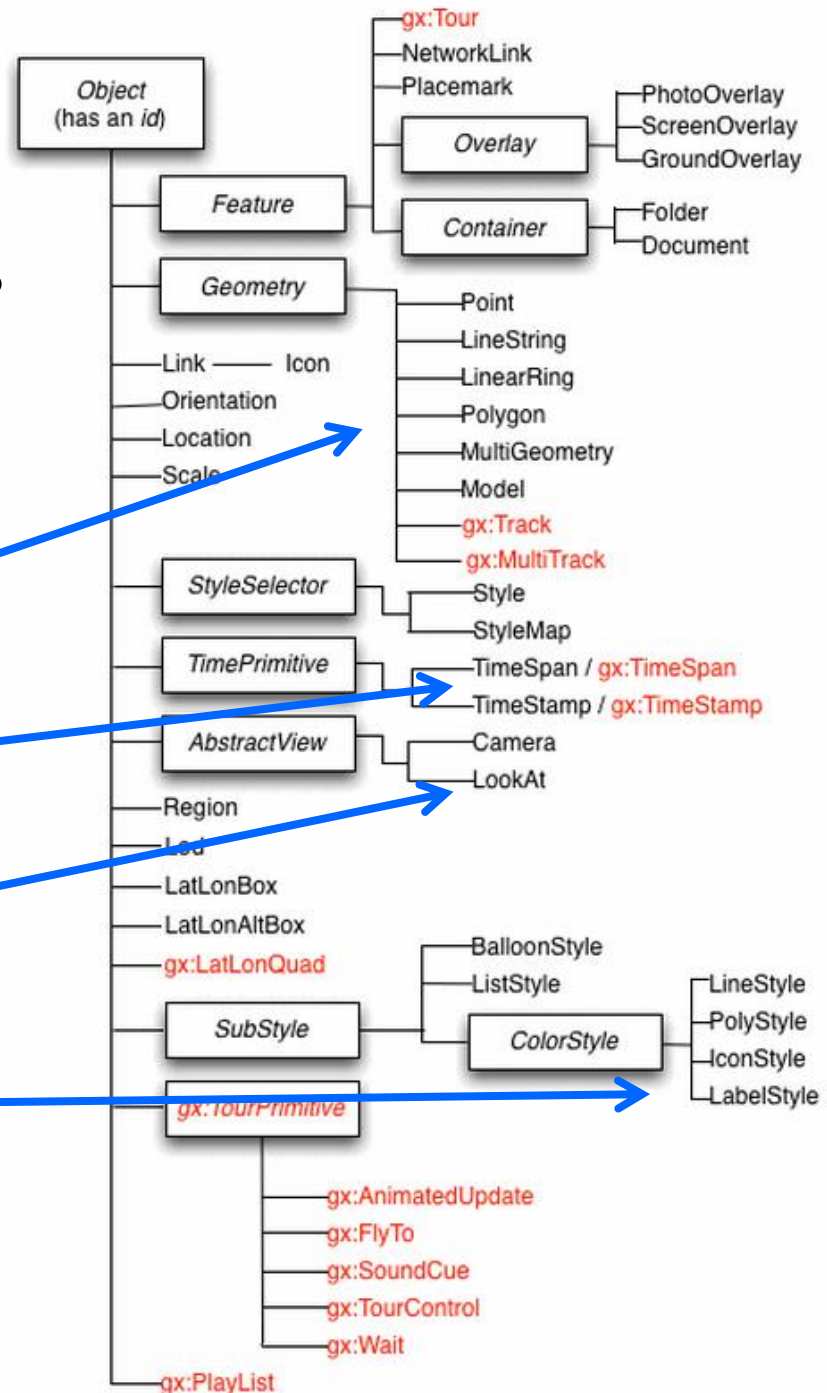 gx:Tour
NetworkLink
Placemark
Object
(has an id)
Overlay
PhotoOverlay
ScreenOverlay
GroundOverlay
Feature
Container
Folder
Document
Geometry
Point
LineString
LinearRing
Polygon
MultiGeometry
Model
gx:Track
gx:MultiTrack
Link
Icon
Orientation
Location
Scale
StyleSelector
Style
StyleMap
TimePrimitive
TimeSpan / gx:TimeSpan
TimeStamp / gx:TimeStamp
AbstractView
Camera
LookAt
Region
Lod
LatLonBox
LatLonAltBox
gx:LatLonQuad
SubStyle
BalloonStyle
ListStyle
ColorStyle
LineStyle
PolyStyle
IconStyle
LabelStyle
gx:TourPrimitive
gx:AnimatedUpdate
gx:FlyTo
gx:SoundCue
gx:TourControl
gx:Wait
gx:PlayList